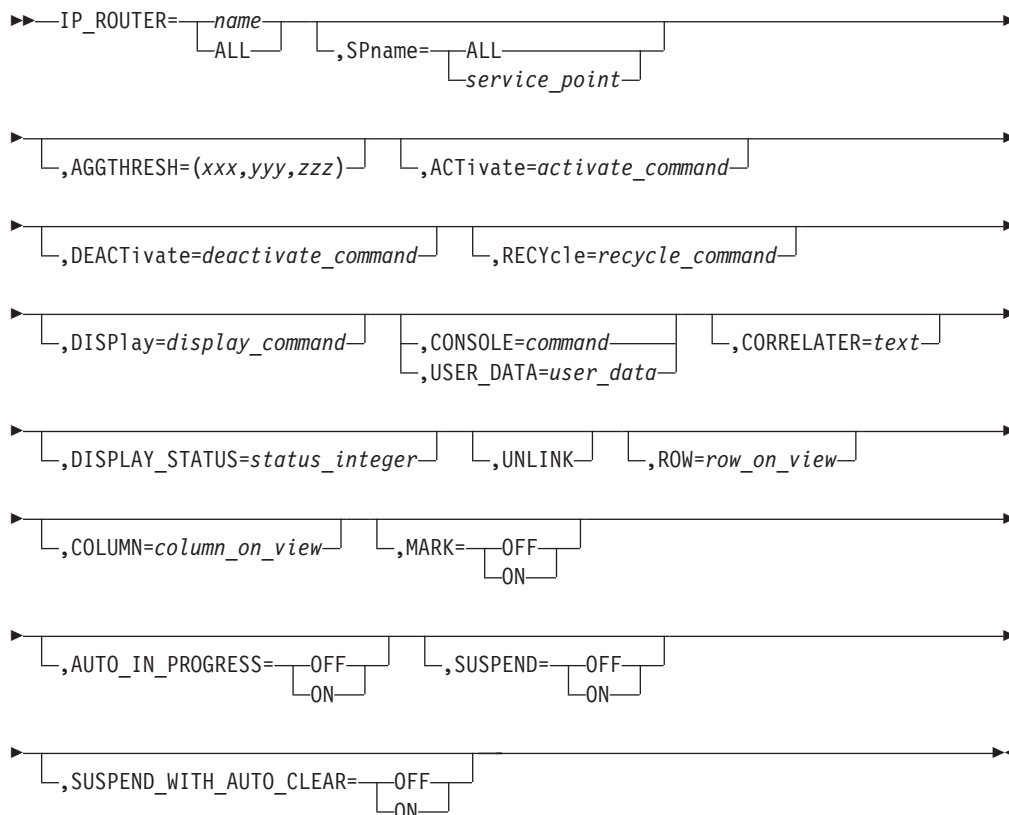 IP_ROUTER= name
ALL
,SPname= ALL
service_point
,AGGTHRESH=(xxx,yyy,zzz) ,ACTivate=activate_command
,DEACTivate=deactivate_command ,RECYcle=recycle_command
,DISPlay=display_command ,CONSOLE=command ,CORRELATER=text
,USER_DATA=user_data
,DISPLAY_STATUS=status_integer ,UNLINK ,ROW=row_on_view
,COLUMN=column_on_view ,MARK= OFF
ON
,AUTO_IN_PROGRESS= OFF ,SUSPEND= OFF
ON ON
,SUSPEND_WITH_AUTO_CLEAR= OFF
ON